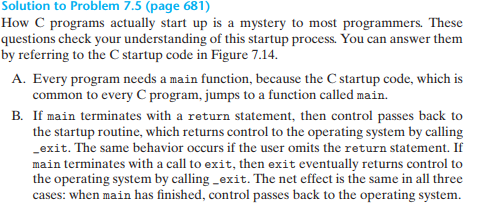 Solution to Problem 7.5 (page 681)
How C programs actually start up is a mystery to most programmers. These
questions check your understanding of this startup process. You can answer them
by referring to the C startup code in Figure 7.14.
A. Every program needs a main function, because the C startup code, which is
common to every C program, jumps to a function called main.
B. If main terminates with a return statement, then control passes back to
the startup routine, which returns control to the operating system by calling
_exit. The same behavior occurs if the user omits the return statement. If
main terminates with a call to exit, then exit eventually returns control to
the operating system by calling _exit. The net effect is the same in all three
cases: when main has finished, control passes back to the operating system.